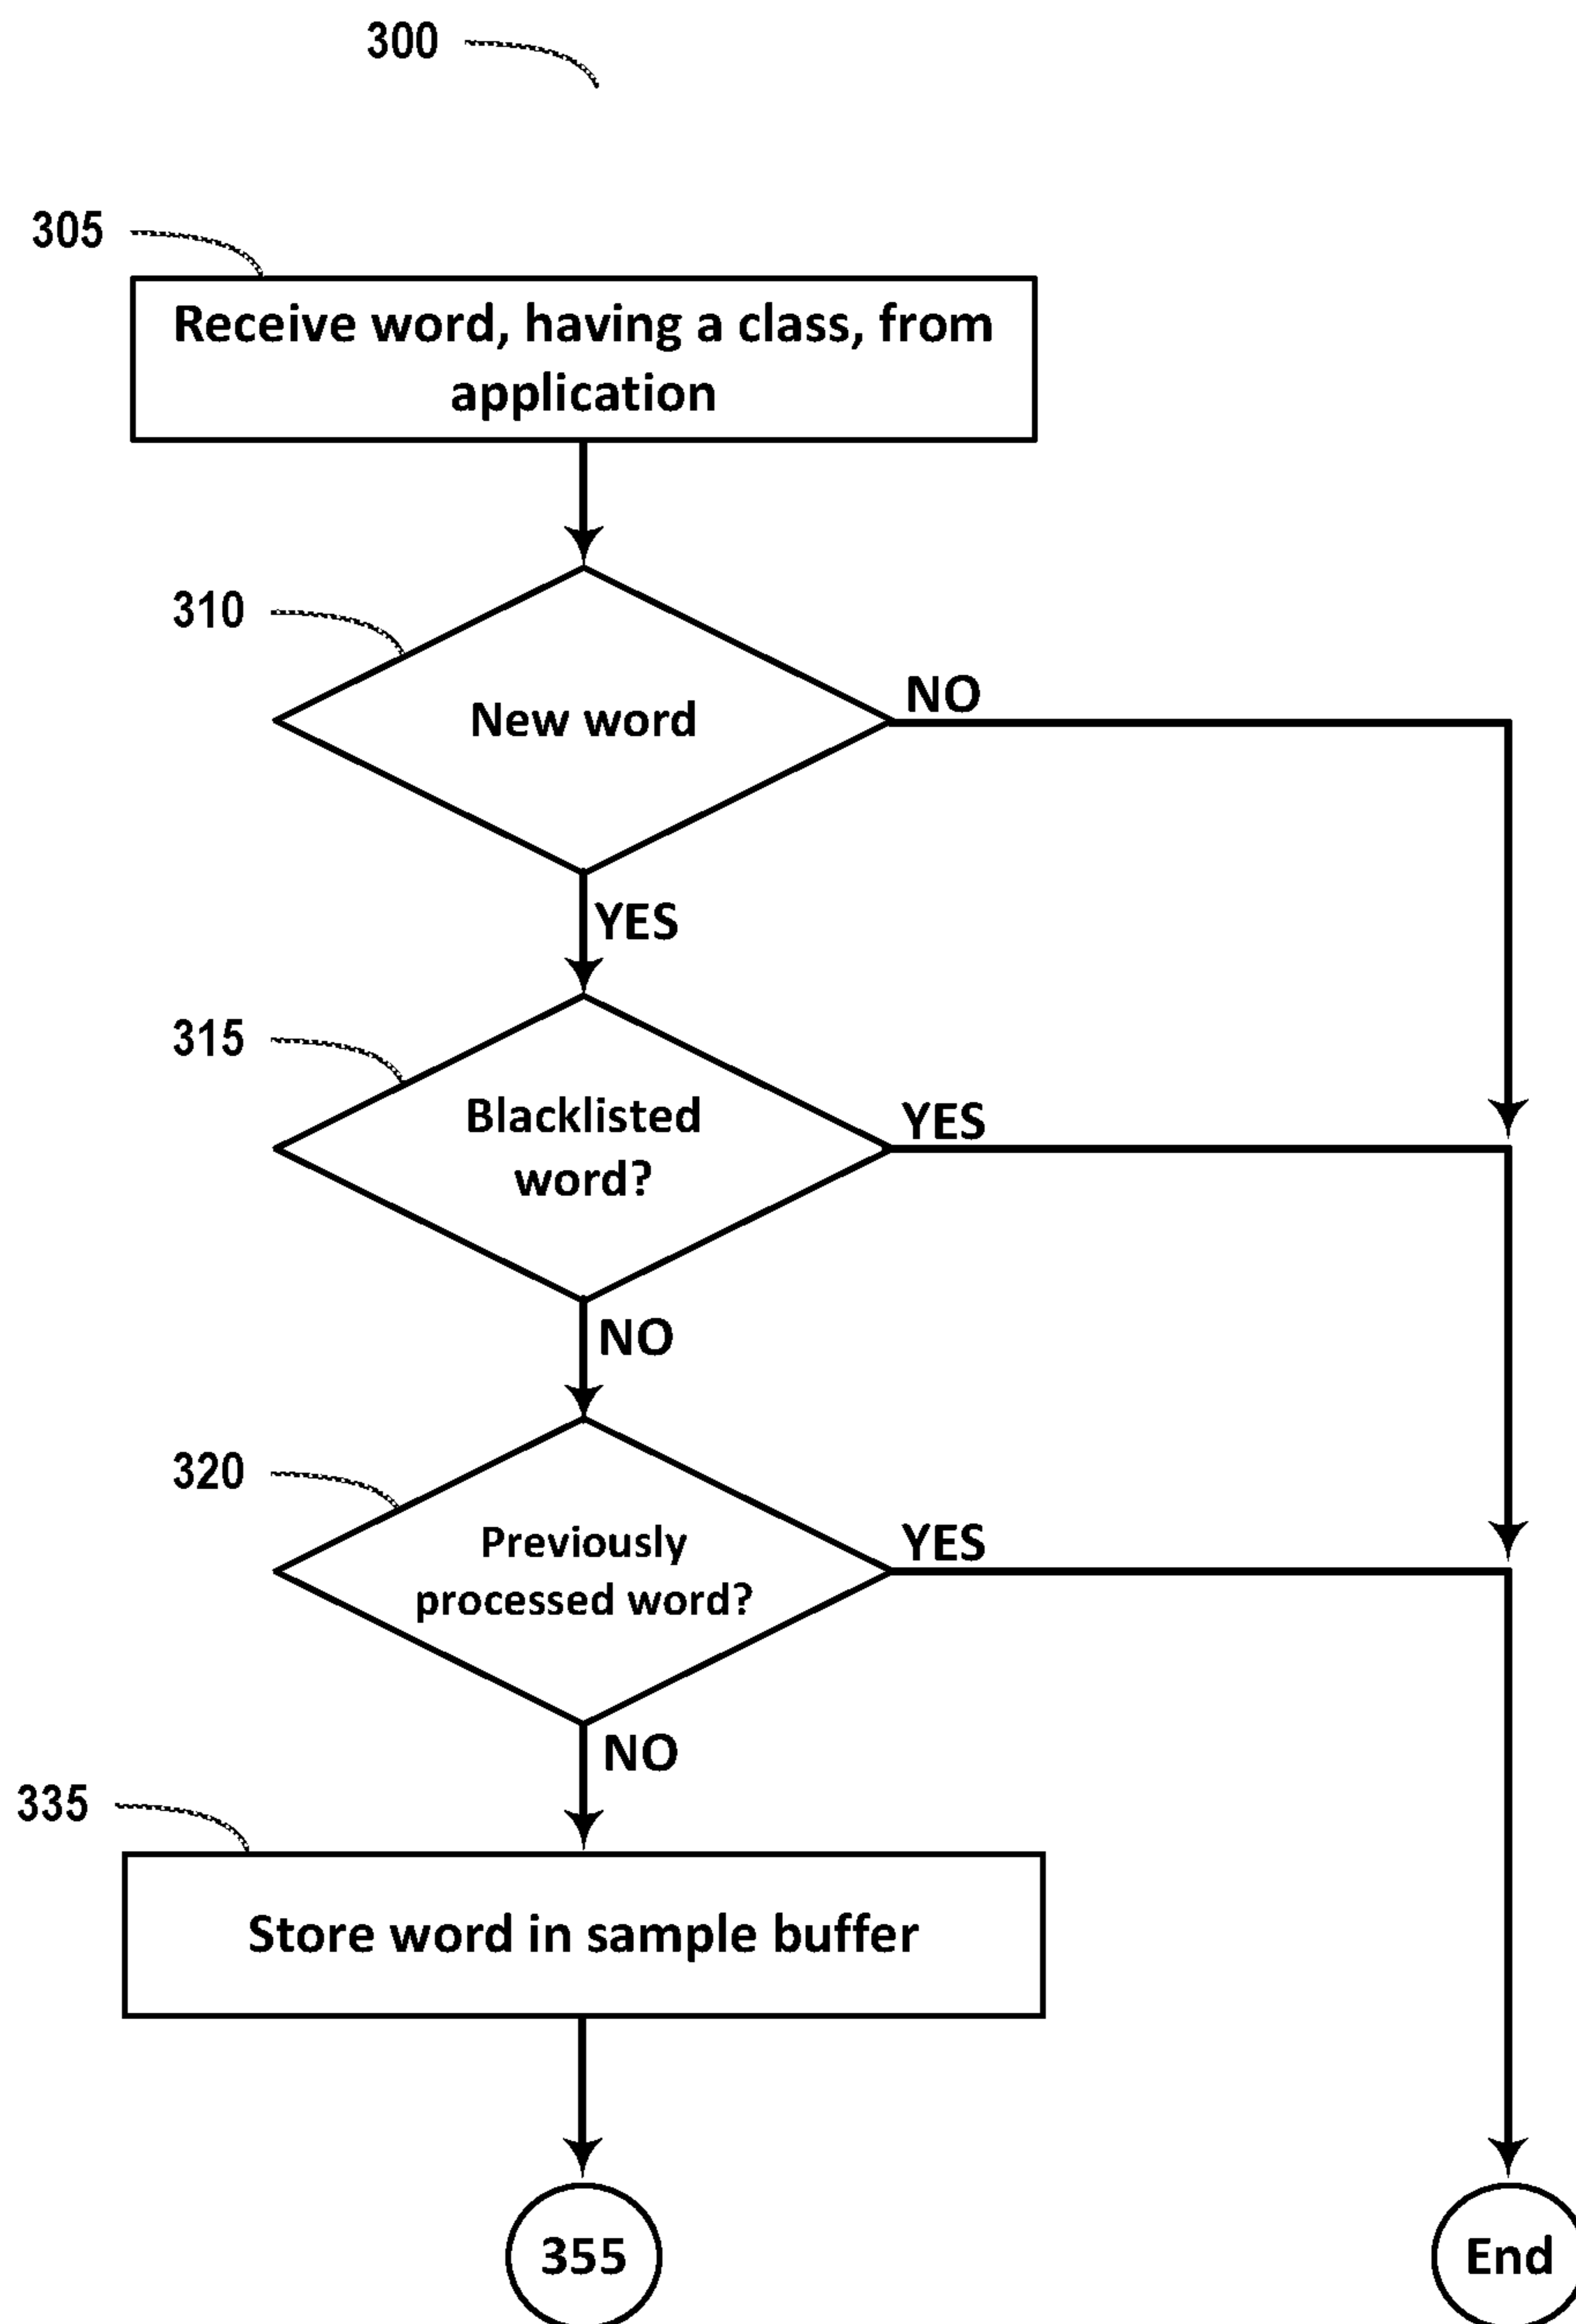 300
305
Receive word, having a class, from
application
310
New word
NO
YES
315
Blacklisted
word?
YES
NO
320
Previously
processed word?
YES
NO
335
Store word in sample buffer
355
End